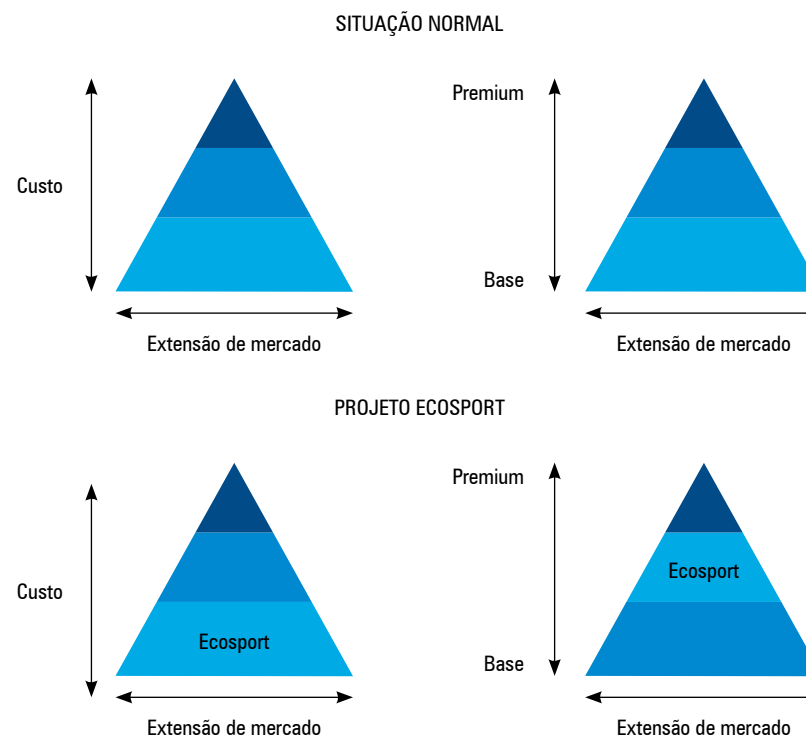 SITUAÇÃO NORMAL
Premium
Custo
Base
Extensão de mercado
Extensão de mercado
PROJETO ECOSPORT
Premium
Ecosport
Custo
Ecosport
Base
Extensão de mercado
Extensão de mercado